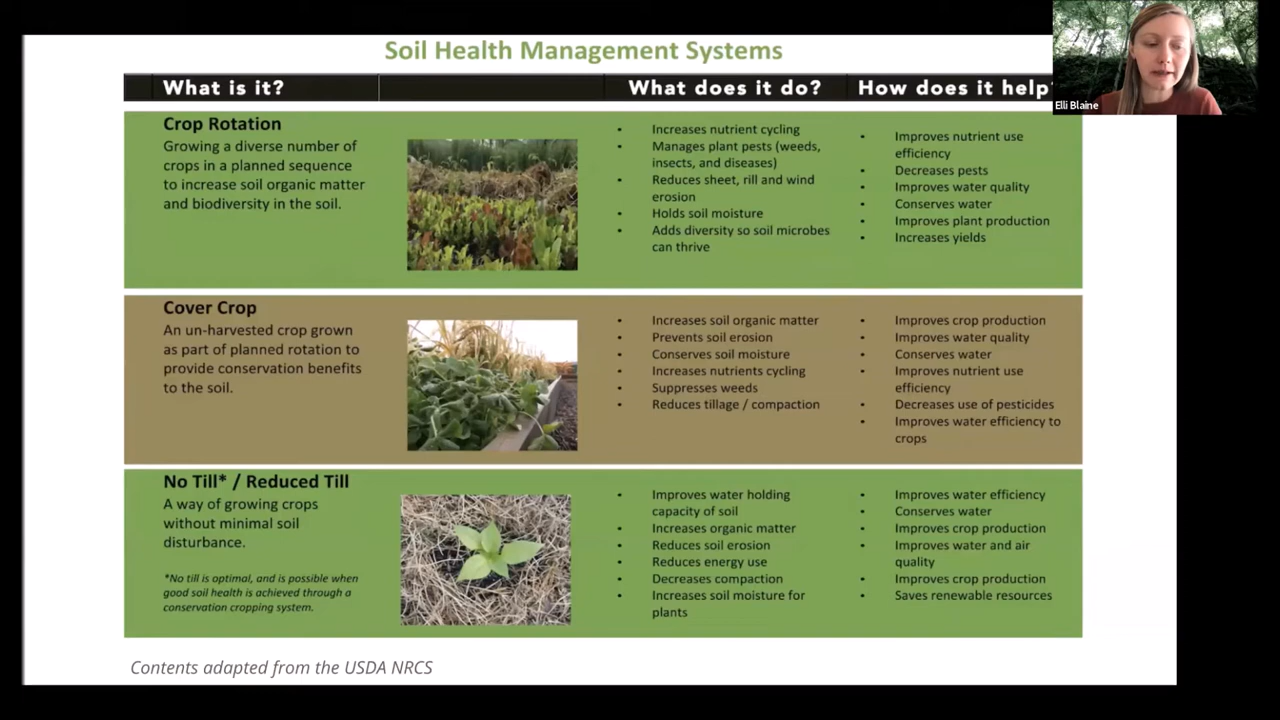 Soil Health Management Systems
What is it?
What does it do?
How does it help?
Elli Blaine
Crop Rotation
Growing a diverse number of
crops in a planned sequence
to increase soil organic matter
and biodiversity in the soil.
• Increases nutrient cycling
• Manages plant pests (weeds,
insects, and diseases)
• Reduces sheet, rill and wind
erosion
• Holds soil moisture
• Adds diversity so soil microbes
can thrive
• Improves nutrient use
efficiency
• Decreases pests
• Improves water quality
• Conserves water
• Improves plant production
• Increases yields
Cover Crop
An un-harvested crop grown
as part of planned rotation to
provide conservation benefits
to the soil.
• Increases soil organic matter
• Prevents soil erosion
• Conserves soil moisture
• Increases nutrients cycling
• Suppresses weeds
• Reduces tillage / compaction
• Improves crop production
• Improves water quality
• Conserves water
• Improves nutrient use
efficiency
• Decreases use of pesticides
• Improves water efficiency to
crops
No Till* / Reduced Till
A way of growing crops
without minimal soil
disturbance.
*No till is optimal, and is possible when
good soil health is achieved through a
conservation cropping system.
• Improves water holding
capacity of soil
• Increases organic matter
• Reduces soil erosion
• Reduces energy use
• Decreases compaction
• Increases soil moisture for
plants
• Improves water efficiency
• Conserves water
• Improves crop production
• Improves water and air
quality
• Improves crop production
• Saves renewable resources
Contents adapted from the USDA NRCS